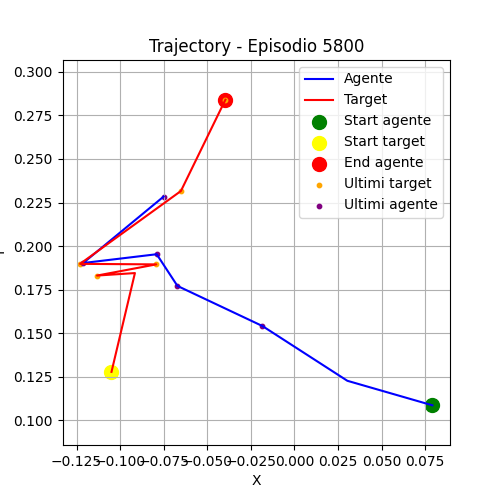 Trajectory - Episodio 5800
0.300
0.275
0.250
0.225
0.200
0.175
0.150
0.125
0.100
Agente
Target
Start agente
Start target
End agente
Ultimi target
Ultimi agente
−0.125 −0.100 −0.075 −0.050 −0.025 0.000 0.025 0.050 0.075
X